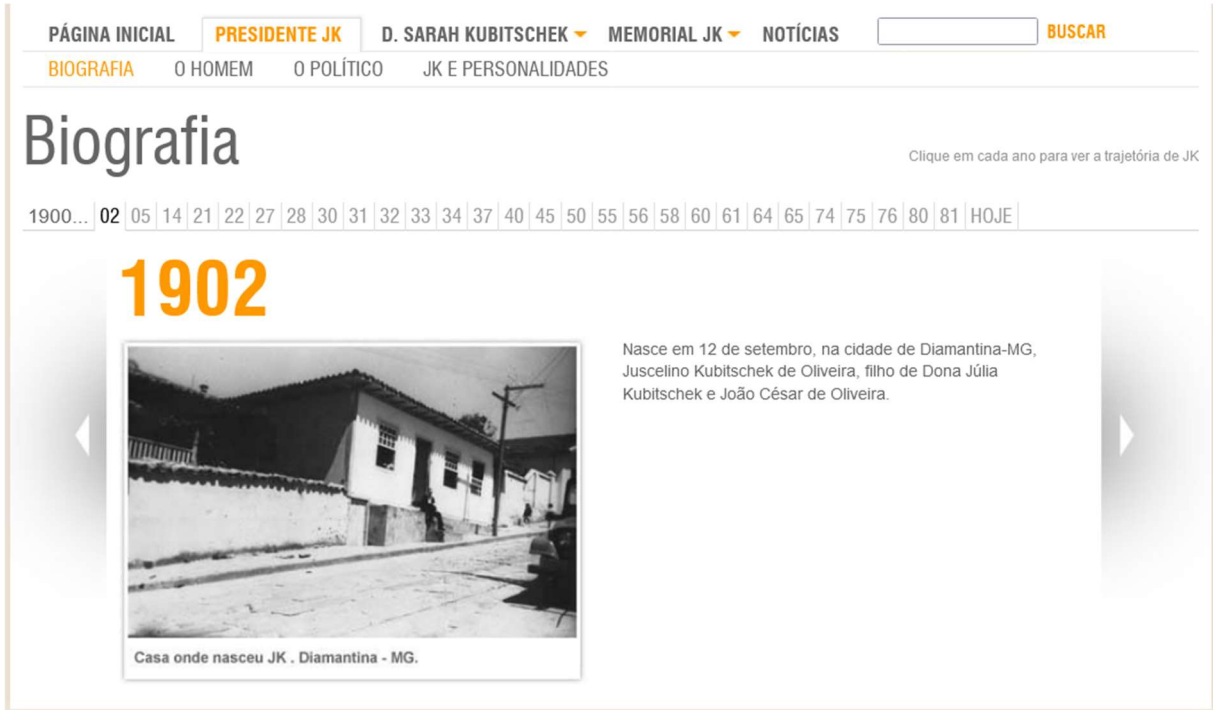 PÁGINA INICIAL PRESIDENTE JK D. SARAH KUBITSCHEK MEMORIAL JK NOTÍCIAS BUSCAR
BIOGRAFIA O HOMEM O POLÍTICO JK E PERSONALIDADES
Biografia
Clique em cada ano para ver a trajetória de JK
1900... 02 05 14 21 22 27 28 30 31 32 33 34 37 40 45 50 55 56 58 60 61 64 65 74 75 76 80 81 HOJE
1902
Nasce em 12 de setembro, na cidade de Diamantina-MG,
Juscelino Kubitschek de Oliveira, filho de Dona Júlia
Kubitschek e João César de Oliveira.
Casa onde nasceu JK . Diamantina - MG.